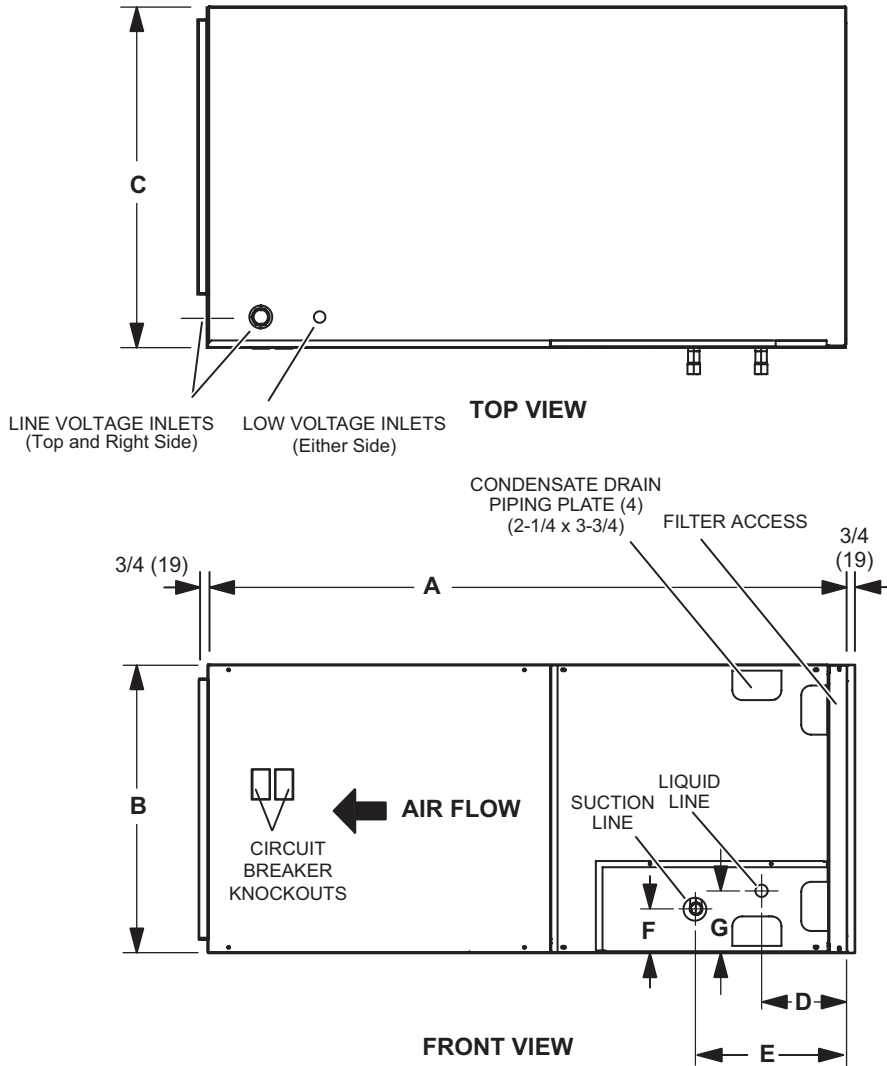 C
LINE VOLTAGE INLETS
(Top and Right Side)
LOW VOLTAGE INLETS
(Either Side)
TOP VIEW
CONDENSATE DRAIN
PIPING PLATE (4)
(2-1/4 x 3-3/4)
FILTER ACCESS
3/4 (19)
A
3/4
(19)
B
AIR FLOW
CIRCUIT
BREAKER
KNOCKOUTS
SUCTION
LINE
LIQUID
LINE
F
G
D
E
FRONT VIEW